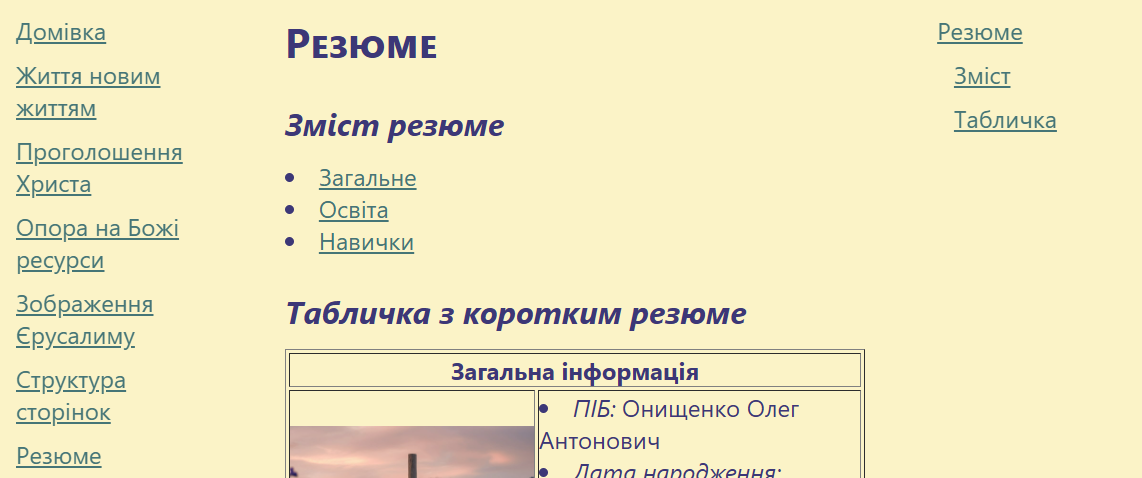 Домівка
Життя новим
життям
Проголошення
Христа
Опора на Божі
ресурси
Зображення
Єрусалиму
Структура
сторінок
Резюме
Резюме
Зміст резюме
Загальне
Освіта
Навички
Табличка з коротким резюме
Загальна інформація
ПІБ: Онищенко Олег
Антонович
Дата народження:
Резюме
Зміст
Табличка